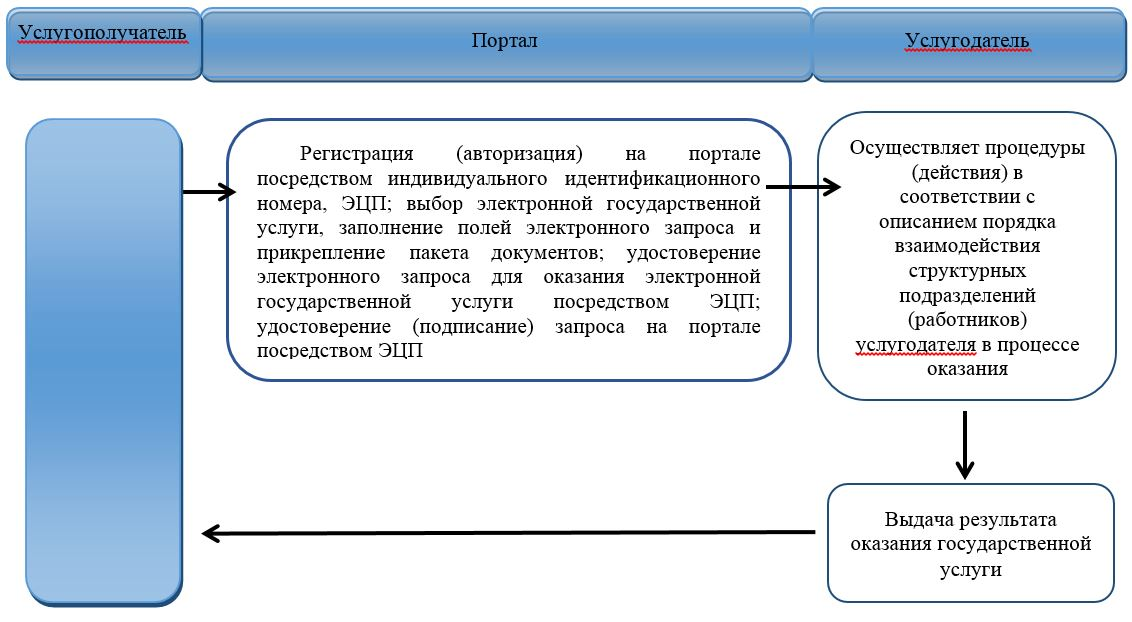 Услугополучатель
Портал
Услугодатель
Регистрация (авторизация) на портале
посредством индивидуального идентификационного
номера, ЭЦП; выбор электронной государственной
услуги, заполнение полей электронного запроса и
прикрепление пакета документов; удостоверение
электронного запроса для оказания электронной
государственной услуги посредством ЭЦП;
удостоверение (подписание) запроса на портале
посредством ЭЦП
Осуществляет процедуры
(действия) в
соответствии с
описанием порядка
взаимодействия
структурных
подразделений
(работников)
услугодателя в процессе
оказания
Выдача результата
оказания государственной
услуги